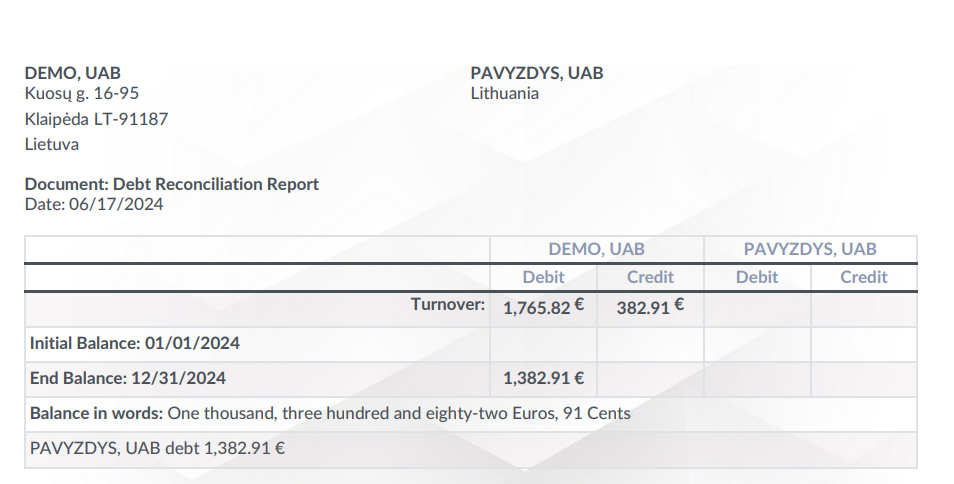 DEMO, UAB
Kuosų g. 16-95
Klaipėda LT-91187
Lietuva
PAVYZDYS, UAB
Lithuania
Document: Debt Reconciliation Report
Date: 06/17/2024
DEMO, UAB PAVYZDYS, UAB
Debit Credit Debit Credit
Turnover: 1,765.82 € 382.91 €
Initial Balance: 01/01/2024
End Balance: 12/31/2024 1,382.91 €
Balance in words: One thousand, three hundred and eighty-two Euros, 91 Cents
PAVYZDYS, UAB debt 1,382.91 €